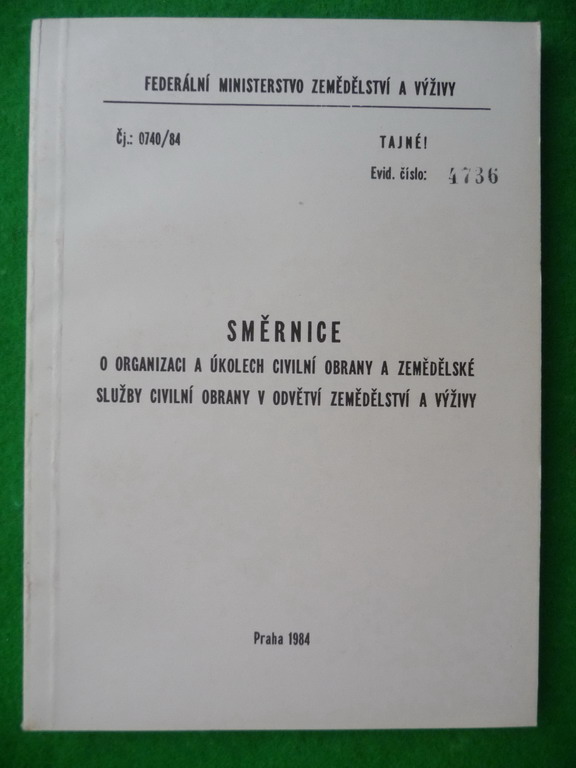 FEDERÁLNÍ MINISTERSTVO ZEMĚDĚLSTVÍ A VÝŽIVY
Čj.: 0740/84
TAJNÉ!
Evid. číslo: 4736
SMĚRNICE
O ORGANIZACI A ÚKOLECH CIVILNÍ OBRANY A ZEMĚDĚLSKÉ
SLUŽBY CIVILNÍ OBRANY V ODVĚTVÍ ZEMĚDĚLSTVÍ A VÝŽIVY
Praha 1984